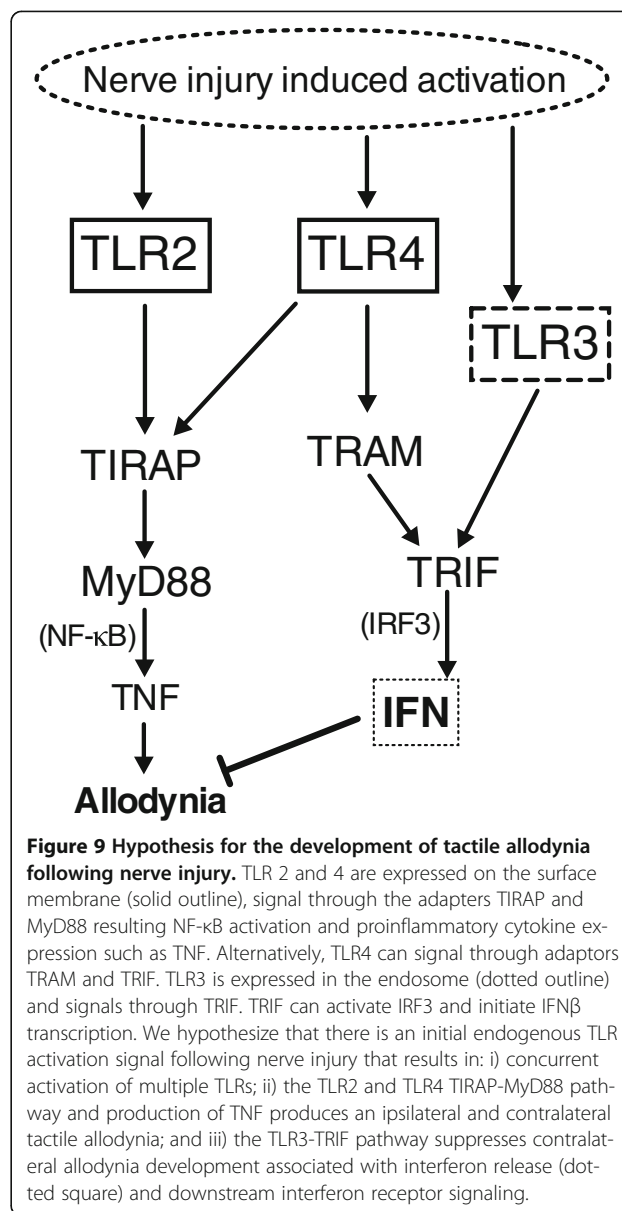 Nerve injury induced activation
TLR2
TLR4
TLR3
TIRAP
TRAM
MyD88
TRIF
(NF-κB)
(IRF3)
TNF
IFN
Allodynia
Figure 9 Hypothesis for the development of tactile allodynia
following nerve injury. TLR 2 and 4 are expressed on the surface
membrane (solid outline), signal through the adapters TIRAP and
MyD88 resulting NF-κB activation and proinflammatory cytokine ex-
pression such as TNF. Alternatively, TLR4 can signal through adaptors
TRAM and TRIF. TLR3 is expressed in the endosome (dotted outline)
and signals through TRIF. TRIF can activate IRF3 and initiate IFNβ
transcription. We hypothesize that there is an initial endogenous TLR
activation signal following nerve injury that results in: i) concurrent
activation of multiple TLRs; ii) the TLR2 and TLR4 TIRAP-MyD88 path-
way and production of TNF produces an ipsilateral and contralateral
tactile allodynia; and iii) the TLR3-TRIF pathway suppresses contralat-
eral allodynia development associated with interferon release (dot-
ted square) and downstream interferon receptor signaling.